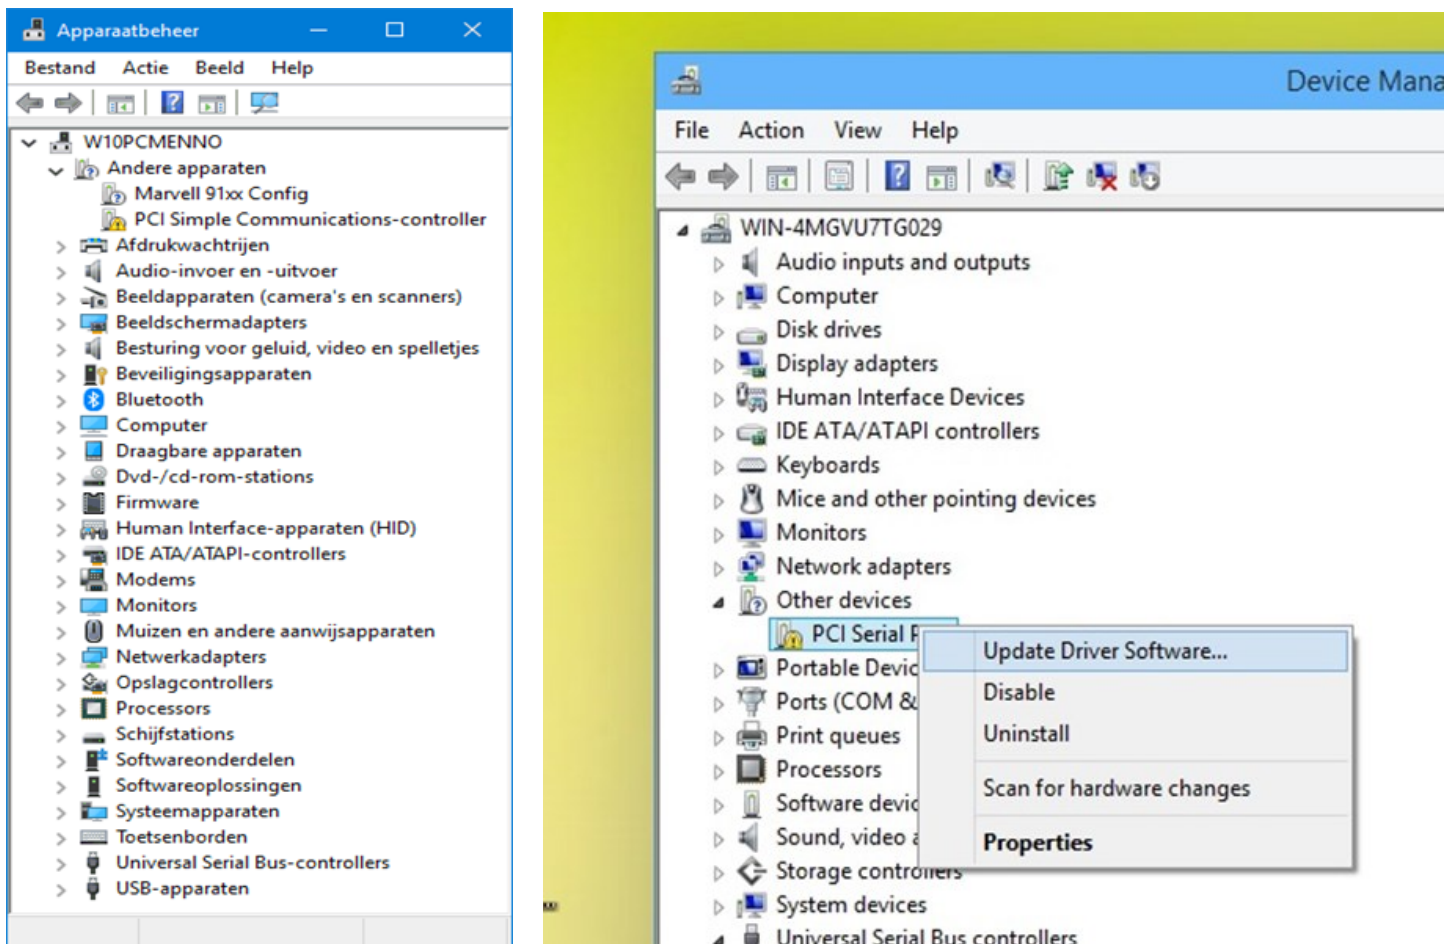 Apparaatbeheer
Bestand Actie Beeld Help
W10PCMENNO
Andere apparaten
Marvell 91xx Config
PCI Simple Communications-controller
Afdrukwachtrijen
Audio-invoer en -uitvoer
Beeldapparaten (camera's en scanners)
Beeldschermadapters
Besturing voor geluid, video en spelletjes
Beveiligingsapparaten
Bluetooth
Computer
Draagbare apparaten
Dvd-/cd-rom-stations
Firmware
Human Interface-apparaten (HID)
IDE ATA/ATAPI-controllers
Modems
Monitors
Muizen en andere aanwijsapparaten
Netwerkadapters
Opslagcontrollers
Processors
Schijfstations
Softwareonderdelen
Softwareoplossingen
Systeemapparaten
Toetsenborden
Universal Serial Bus-controllers
USB-apparaten
Device Mana
File Action View Help
WIN-4MGVU7TG029
Audio inputs and outputs
Computer
Disk drives
Display adapters
Human Interface Devices
IDE ATA/ATAPI controllers
Keyboards
Mice and other pointing devices
Monitors
Network adapters
Other devices
PCI Serial P
Portable Devic
Ports (COM &
Print queues
Processors
Software devic
Sound, video a
Storage controllers
System devices
Universal Serial Bus controllers
Update Driver Software...
Disable
Uninstall
Scan for hardware changes
Properties